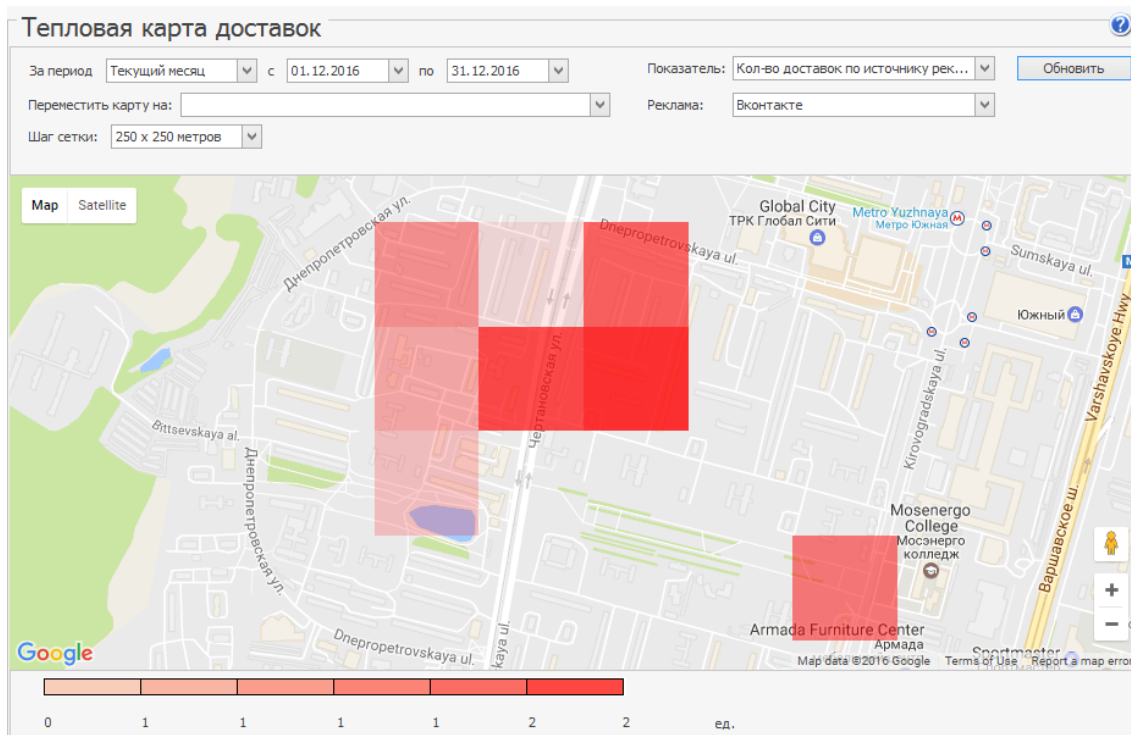 Тепловая карта доставок
За период Текущий месяц с 01.12.2016 по 31.12.2016
Показатель: Кол-во доставок по источнику рек... Обновить
Переместить карту на:
Реклама: Вконтакте
Шаг сетки: 250 x 250 метров
Map Satellite
Днепропетровская ул.
Dnepropetrovskaya ul.
Global City
ТРК Глобал Сити
Metro Yuzhnaya
Метро Южная
Sumskaya ul.
Южный
Varshavskoye Hwy
Чертановская ул.
Kirovogradskaya ul.
Bittsevskaya al.
Днепропетровская ул.
Mosenergo
College
Мосэнерго
колледж
Варшавское ш.
Armada Furniture Center
Армада
Dnepropetrovskaya ul.
kaya ul.
Sportmaster
Google
Map data ©2016 Google Terms of Use Report a map error
0 1 1 1 1 2 2 ед.